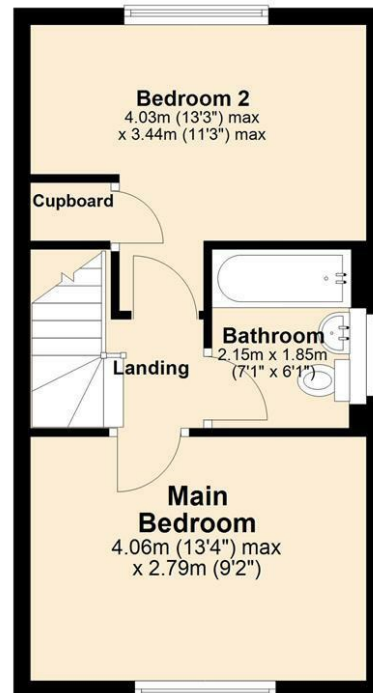 Bedroom 2
4.03m (13'3") max
x 3.44m (11'3") max
Cupboard
Bathroom
2.15m x 1.85m
(7'1" x 6'1")
Landing
Main
Bedroom
4.06m (13'4") max
x 2.79m (9'2")